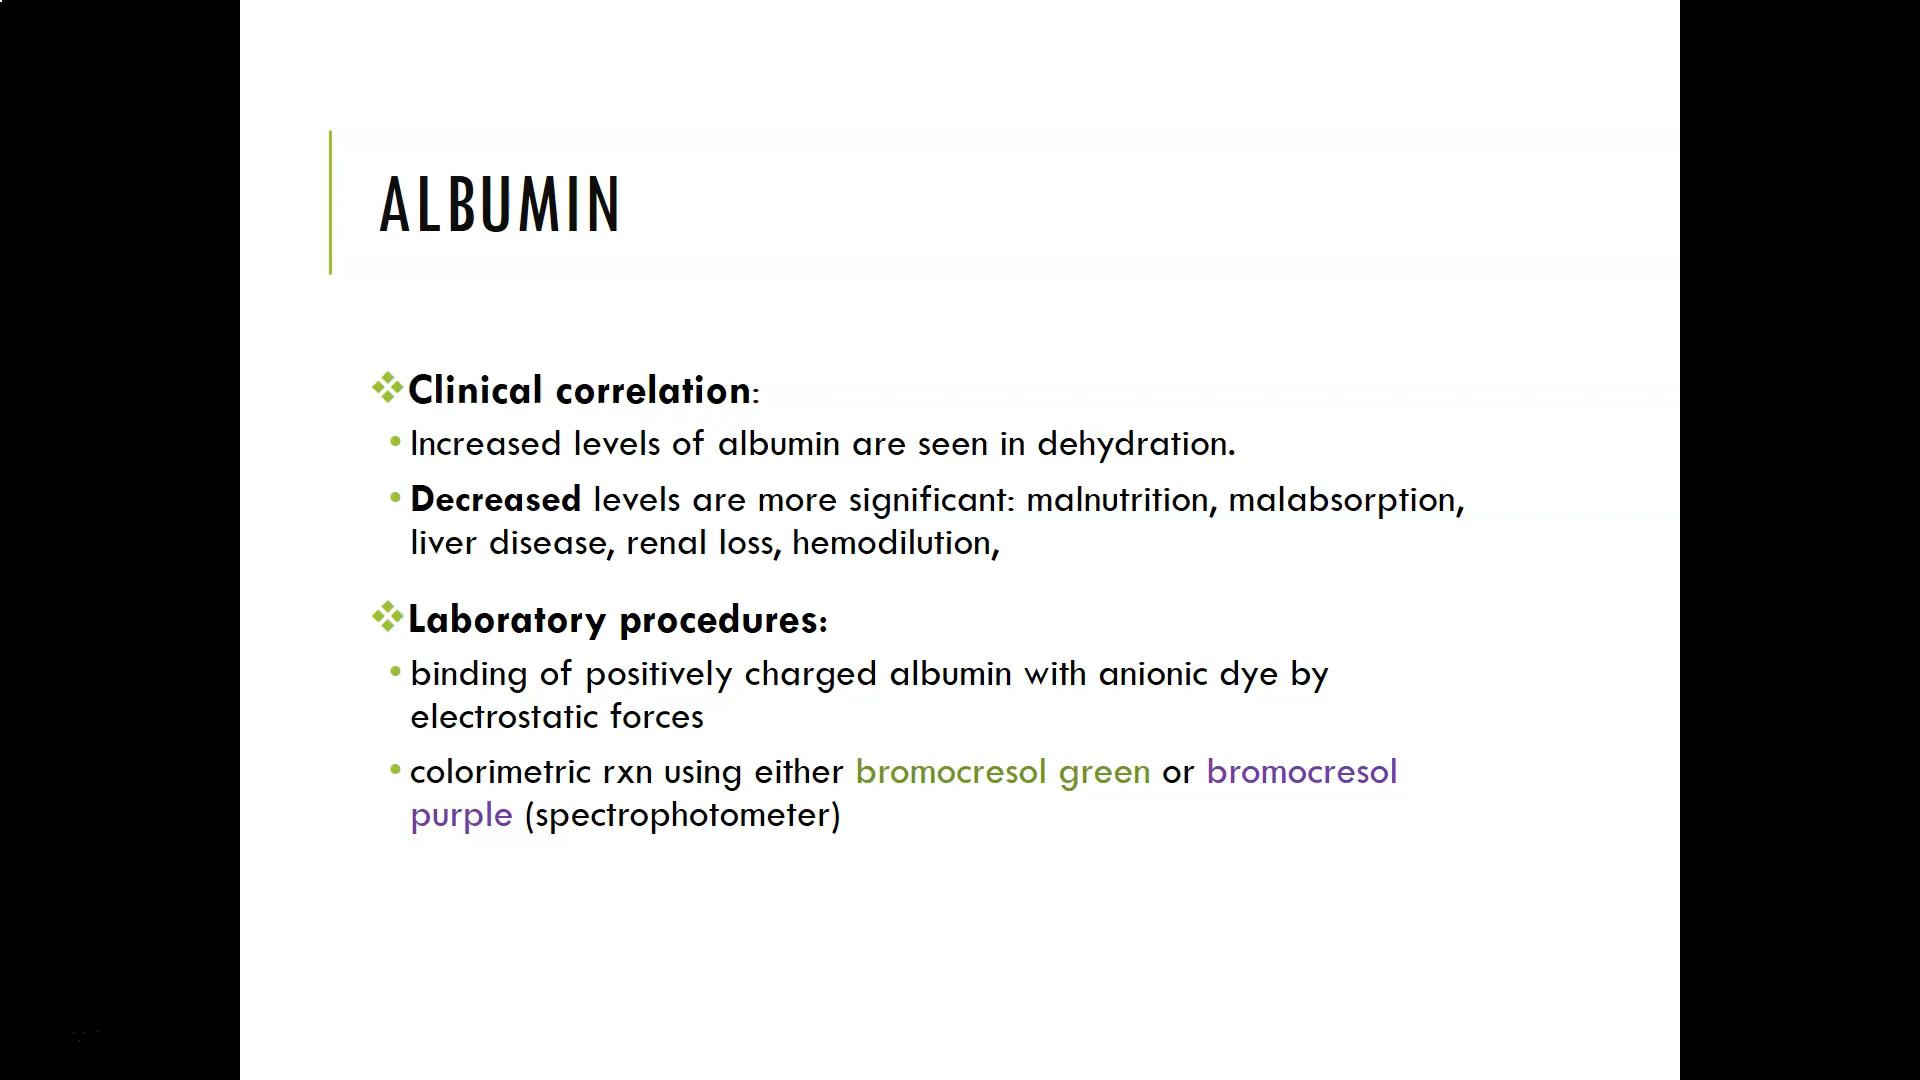 ALBUMIN
❖Clinical correlation:
• Increased levels of albumin are seen in dehydration.
• Decreased levels are more significant: malnutrition, malabsorption,
liver disease, renal loss, hemodilution,
❖Laboratory procedures:
• binding of positively charged albumin with anionic dye by
electrostatic forces
• colorimetric rxn using either bromocresol green or bromocresol
purple (spectrophotometer)